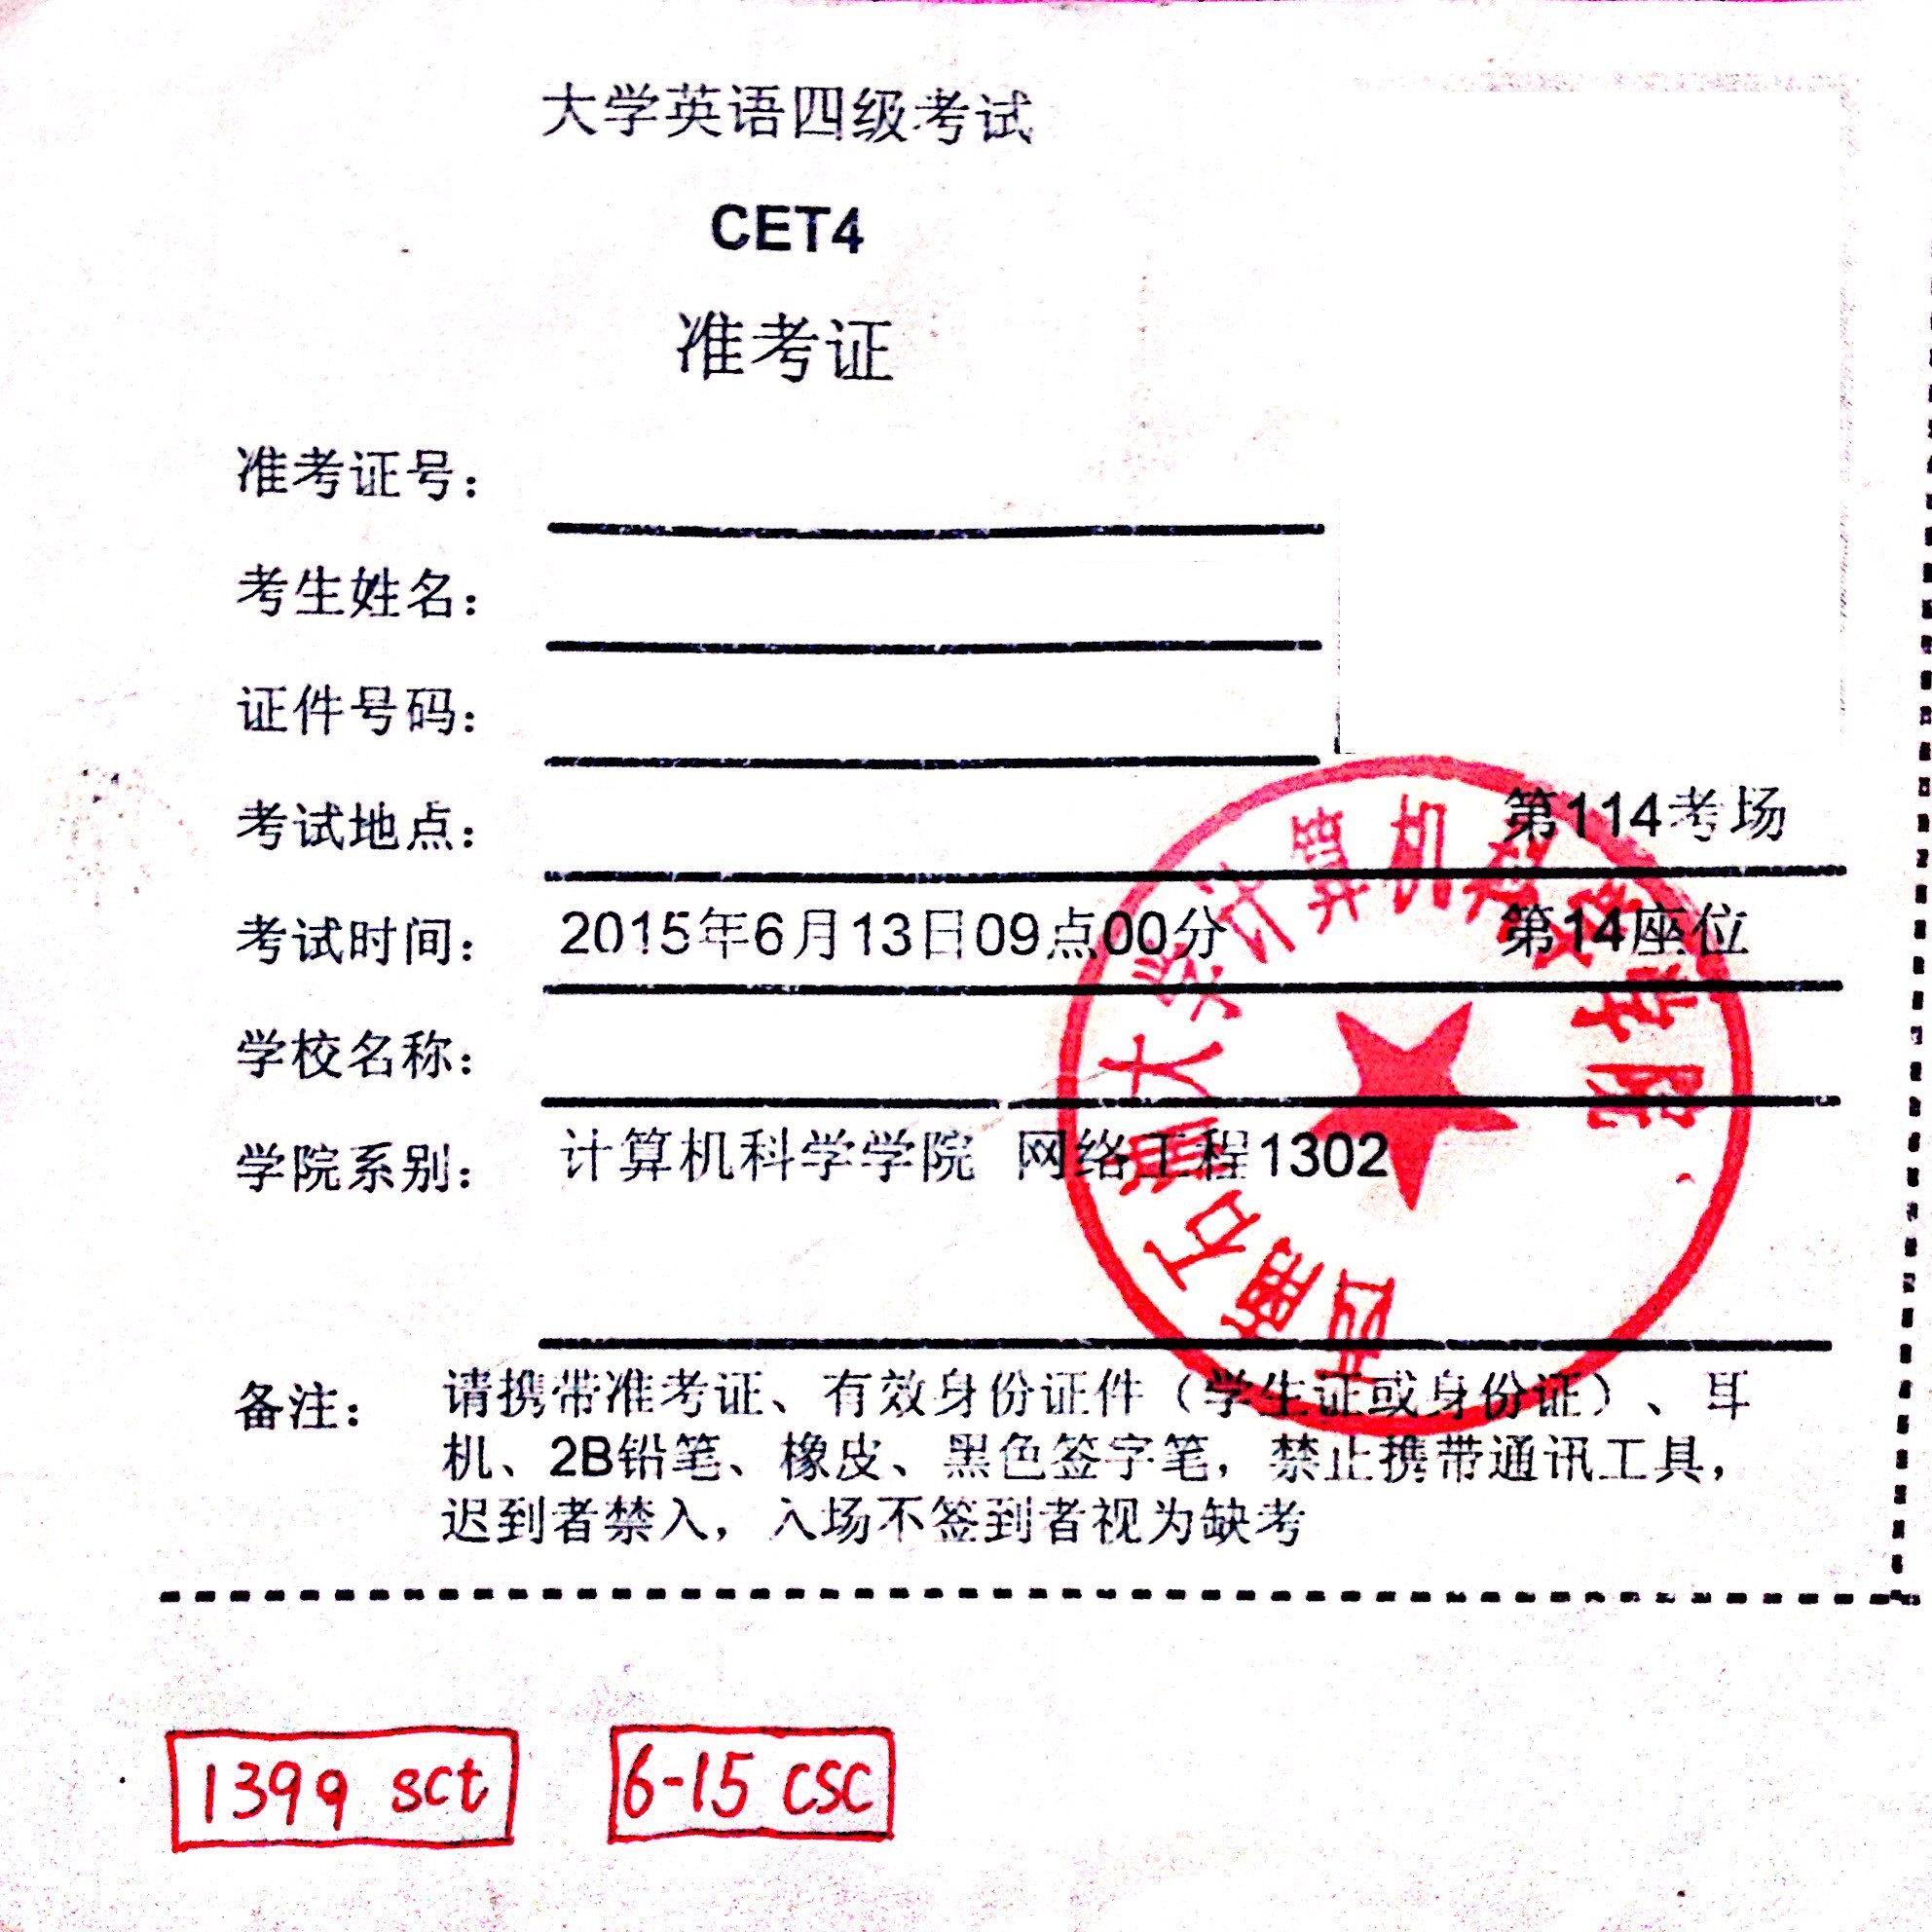 大学英语四级考试
CET4
准考证
准考证号：
考生姓名：
证件号码：
考试地点： 第114考场
考试时间： 2015年6月13日09点00分 第14座位
学校名称：
学院系别： 计算机科学学院 网络工程1302
备注： 请携带准考证、有效身份证件（学生证或身份证）、耳
机、2B铅笔、橡皮、黑色签字笔，禁止携带通讯工具，
迟到者禁入，入场不签到者视为缺考
大学计算机科学学院
1399 sct
6-15 csc